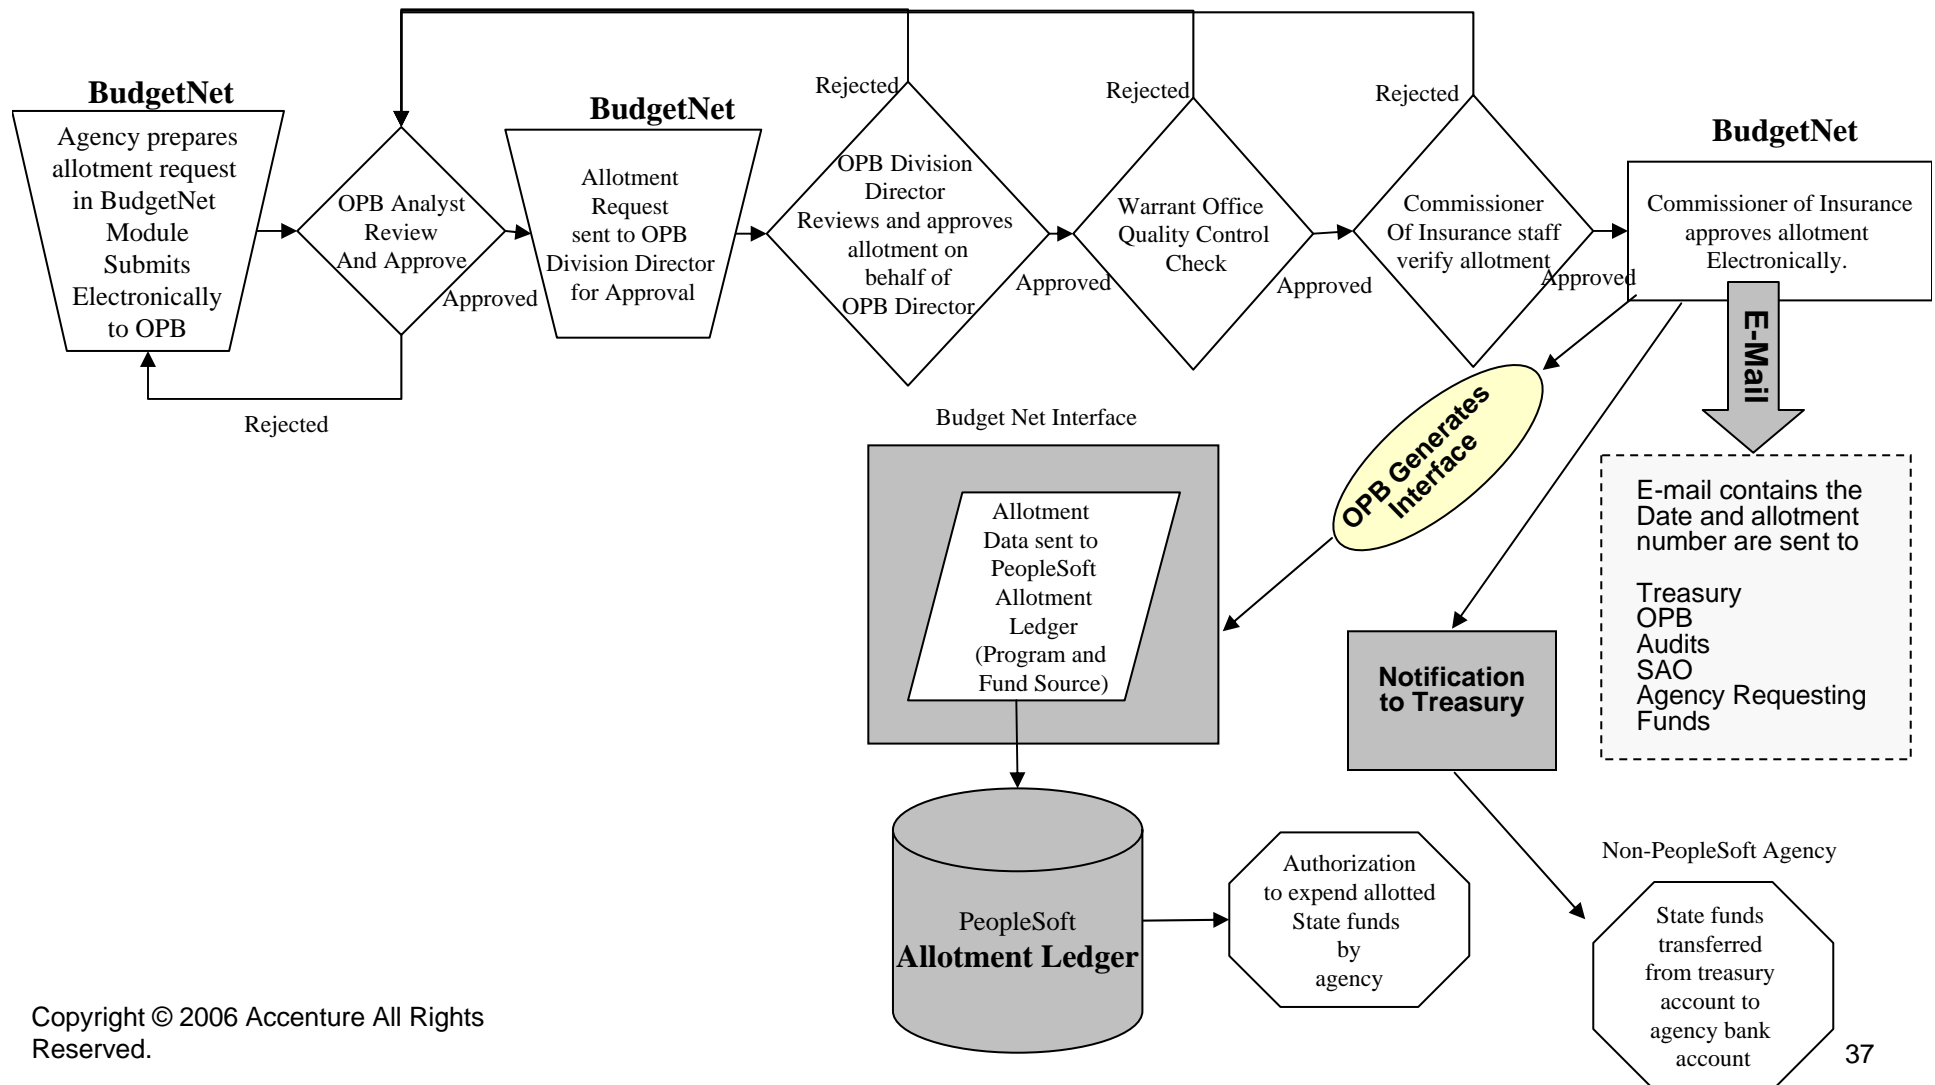 BudgetNet
Agency prepares
allotment request
in BudgetNet
Module
Submits
Electronically
to OPB
Rejected
OPB Analyst
Review
And Approve
Approved
BudgetNet
Allotment
Request
sent to OPB
Division Director
for Approval
Rejected
OPB Division
Director
Reviews and approves
allotment on
behalf of
OPB Director
Approved
Rejected
Warrant Office
Quality Control
Check
Approved
Rejected
Commissioner
Of Insurance staff
verify allotment
Approved
BudgetNet
Commissioner of Insurance
approves allotment
Electronically.
E-Mail
E-mail contains the
Date and allotment
number are sent to
Treasury
OPB
Audits
SAO
Agency Requesting
Funds
OPB Generates
Interface
Budget Net Interface
Allotment
Data sent to
PeopleSoft
Allotment
Ledger
(Program and
Fund Source)
Notification
to Treasury
PeopleSoft
Allotment Ledger
Authorization
to expend allotted
State funds
by
agency
Non-PeopleSoft Agency
State funds
transferred
from treasury
account to
agency bank
account
Copyright © 2006 Accenture All Rights
Reserved.
37